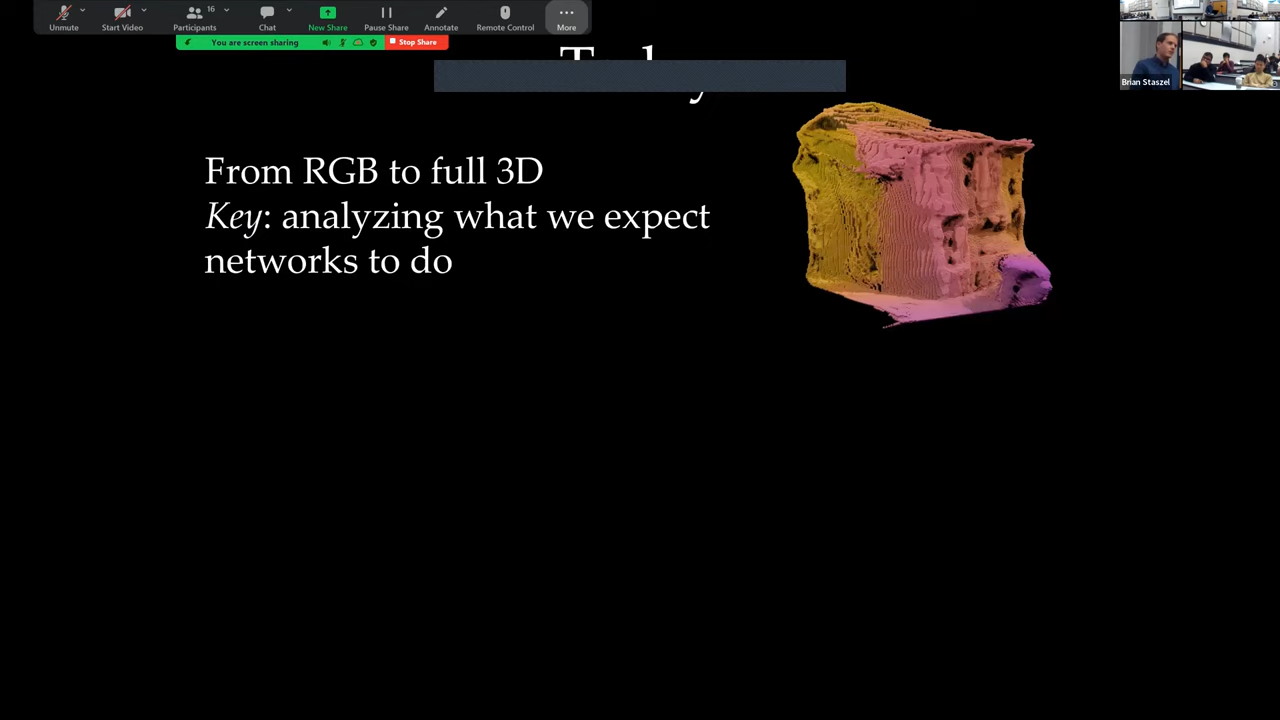 16
Unmute
Start Video
Participants
Chat
New Share
Pause Share
Annotate
Remote Control
More
You are screen sharing
Stop Share
Brian Staszel
From RGB to full 3D
Key: analyzing what we expect
networks to do